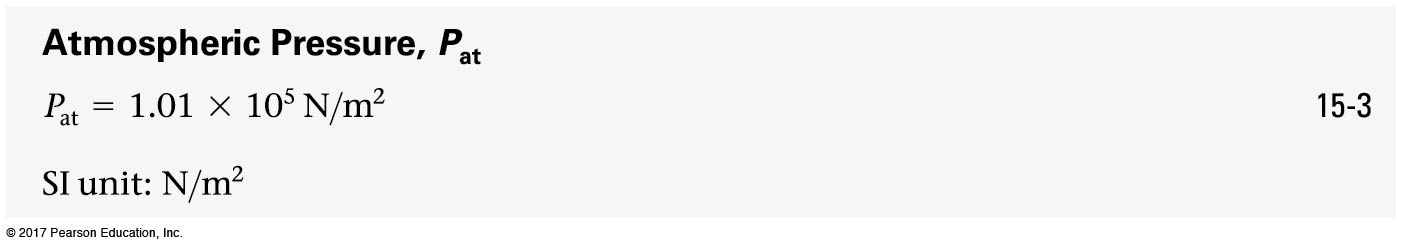 Atmospheric Pressure, Pat
Pat = 1.01 × 10⁵ N/m² 15-3
SI unit: N/m²
© 2017 Pearson Education, Inc.